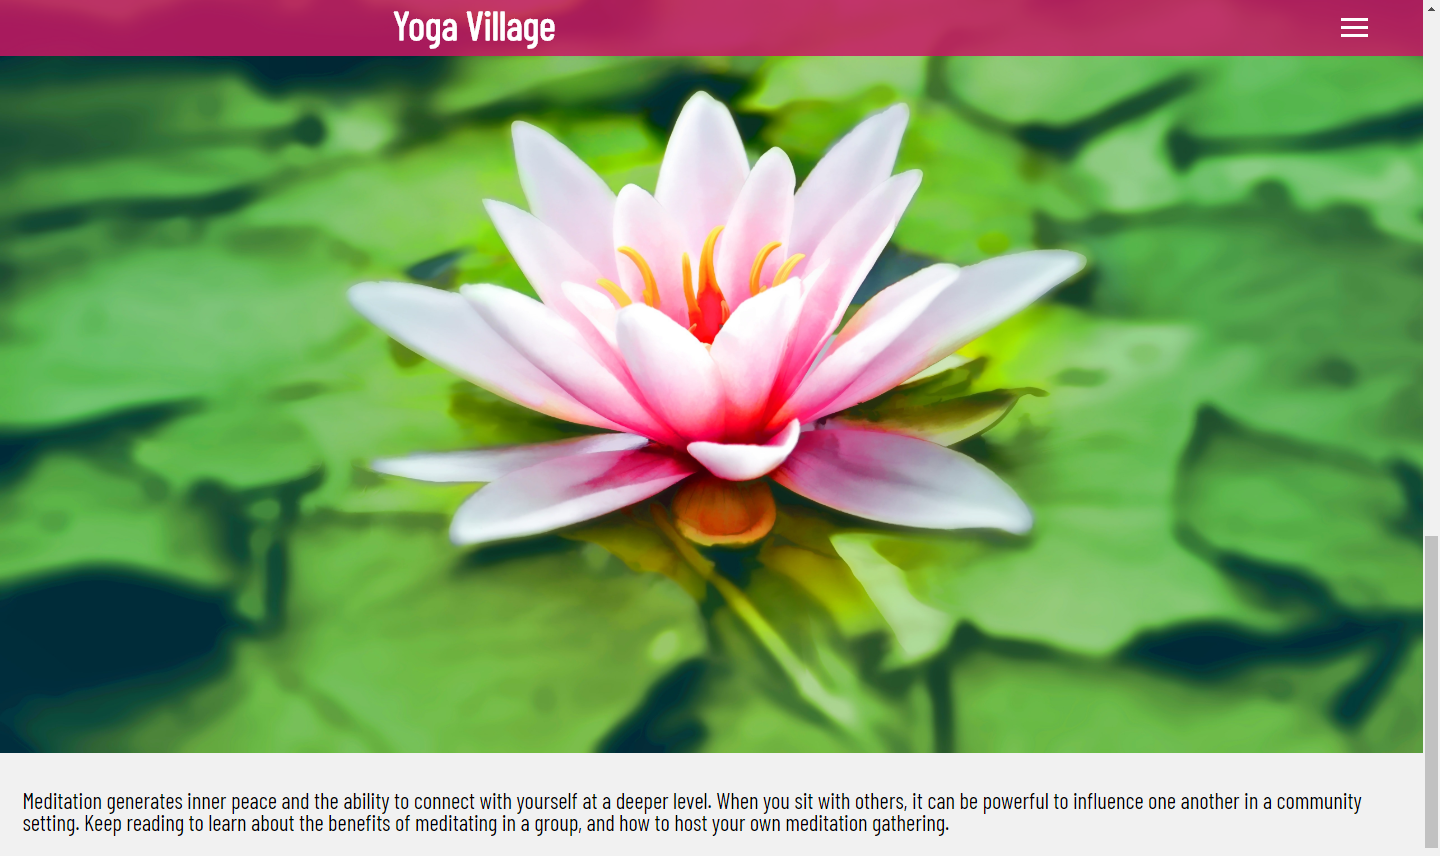 Yoga Village
Meditation generates inner peace and the ability to connect with yourself at a deeper level. When you sit with others, it can be powerful to influence one another in a community
setting. Keep reading to learn about the benefits of meditating in a group, and how to host your own meditation gathering.